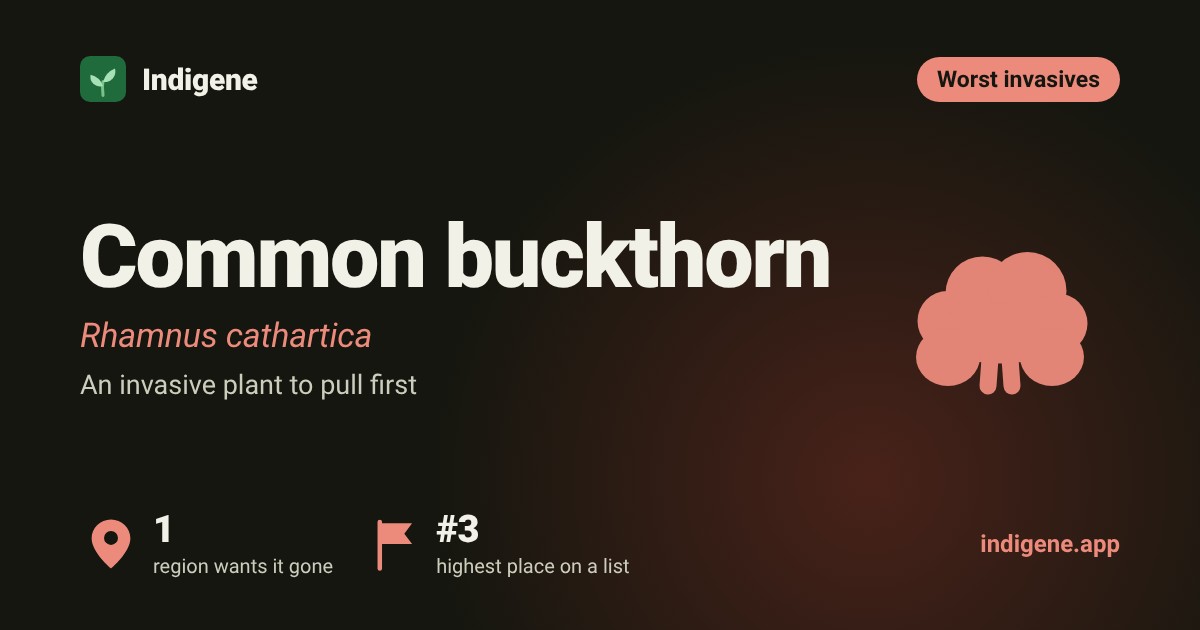 Indigene
Worst invasives
Common buckthorn
Rhamnus cathartica
An invasive plant to pull first
1
region wants it gone
#3
highest place on a list
indigene.app